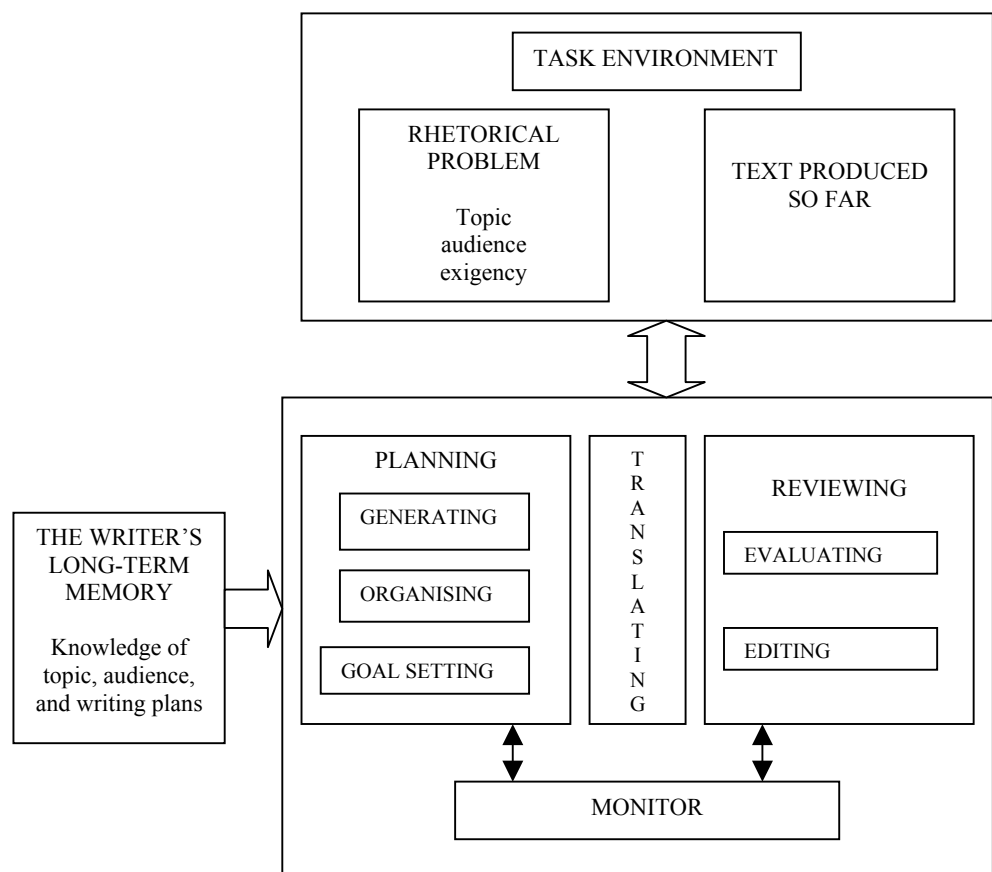 TASK ENVIRONMENT
RHETORICAL
PROBLEM
Topic
audience
exigency
TEXT PRODUCED
SO FAR
THE WRITER’S
LONG-TERM
MEMORY
Knowledge of
topic, audience,
and writing plans
PLANNING
GENERATING
ORGANISING
GOAL SETTING
T
R
A
N
S
L
A
T
I
N
G
REVIEWING
EVALUATING
EDITING
MONITOR